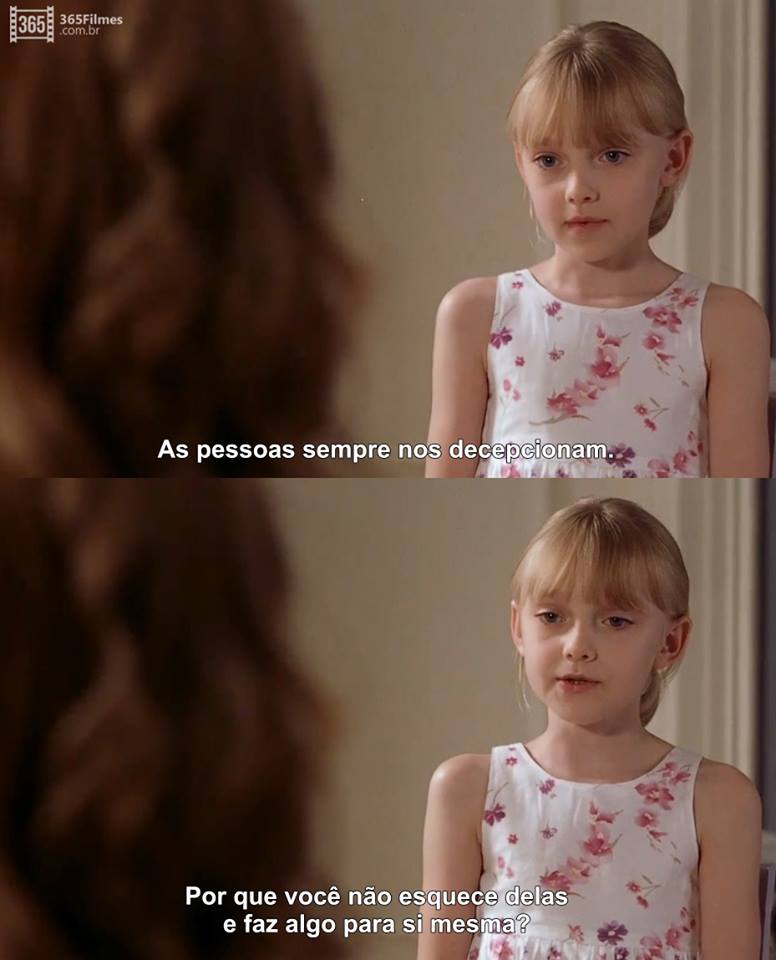 365
365Filmes
.com.br
As pessoas sempre nos decepcionam.
Por que você não esquece delas
e faz algo para si mesma?